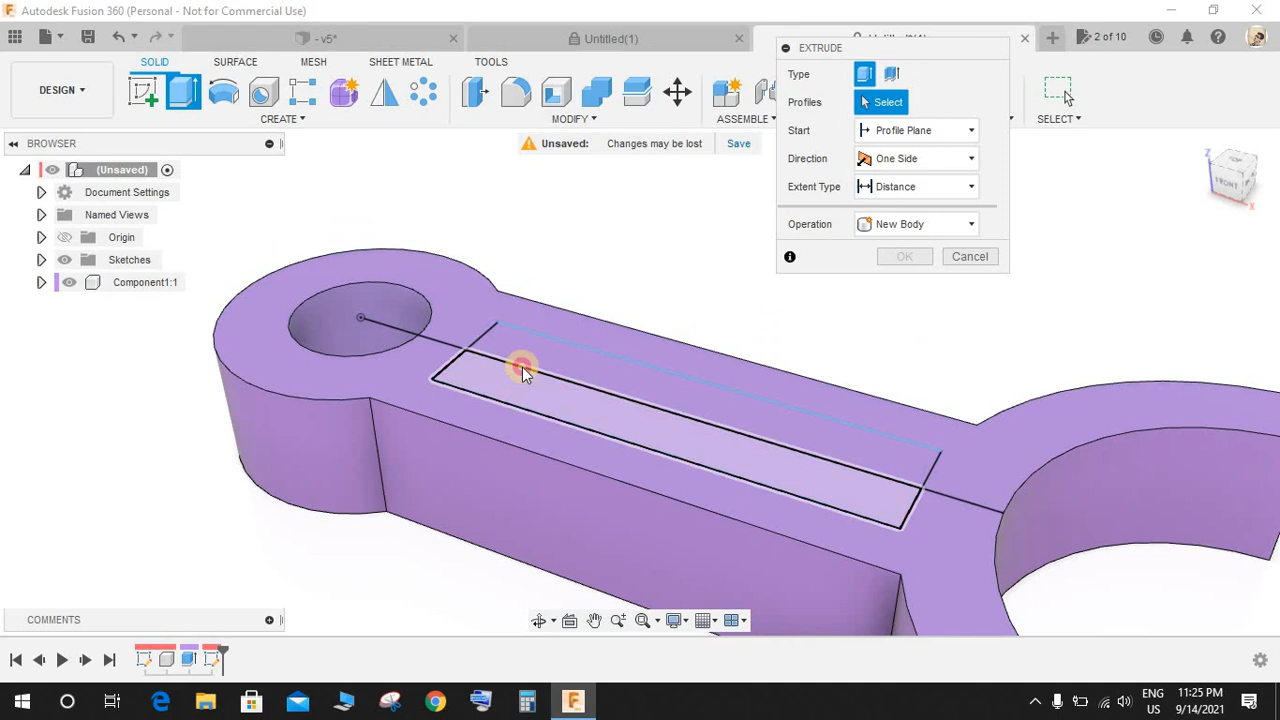 Autodesk Fusion 360 (Personal - Not for Commercial Use)
- v5*
Untitled(1)
2 of 10
EXTRUDE
SOLID
SURFACE
MESH
SHEET METAL
TOOLS
DESIGN
CREATE
MODIFY
ASSEMBLE
SELECT
Type
Profiles
Select
Start
Profile Plane
Direction
One Side
Extent Type
Distance
Operation
New Body
OK
Cancel
BROWSER
Unsaved:
Changes may be lost
Save
(Unsaved)
Document Settings
Named Views
Origin
Sketches
Component1:1
Z
FRONT
X
COMMENTS
ENG
US
11:25 PM
9/14/2021